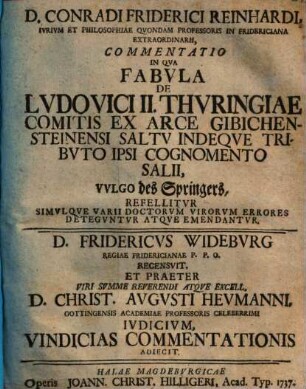 D. CONRADI FRIDERICI REINHARDI,
IVRIVM ET PHILOSOPHIAE QVONDAM PROFESSORIS IN FRIDERICIANA
EXTRAORDINARII,
COMMENTATIO
IN QVA
FABVLA
DE
LVDOVICI II. THVRINGIAE
COMITIS EX ARCE GIBICHEN-
STEINENSI SALTV INDEQVE TRI-
BVTO IPSI COGNOMENTO
SALII,
VVLGO des Springers,
REFELLITVR
SIMVLQVE VARII DOCTORVM VIRORVM ERRORES
DETEGVNTVR ATQVE EMENDANTVR.
D. FRIDERICVS WIDEBVRG
REGIAE FRIDERICIANAE P. P. O.
RECENSVIT,
ET PRAETER
VIRI SVMME REFERENDI ATQVE EXCELL.
D. CHRIST. AVGVSTI HEVMANNI,
GOTTINGENSIS ACADEMIAE PROFESSORIS CELEBERRIMI
IVDICIVM,
VINDICIAS COMMENTATIONIS
ADIECIT.
HALAE MAGDEBVRGICAE
Operis JOANN. CHRIST. HILLIGERI, Acad. Typ. 1737.